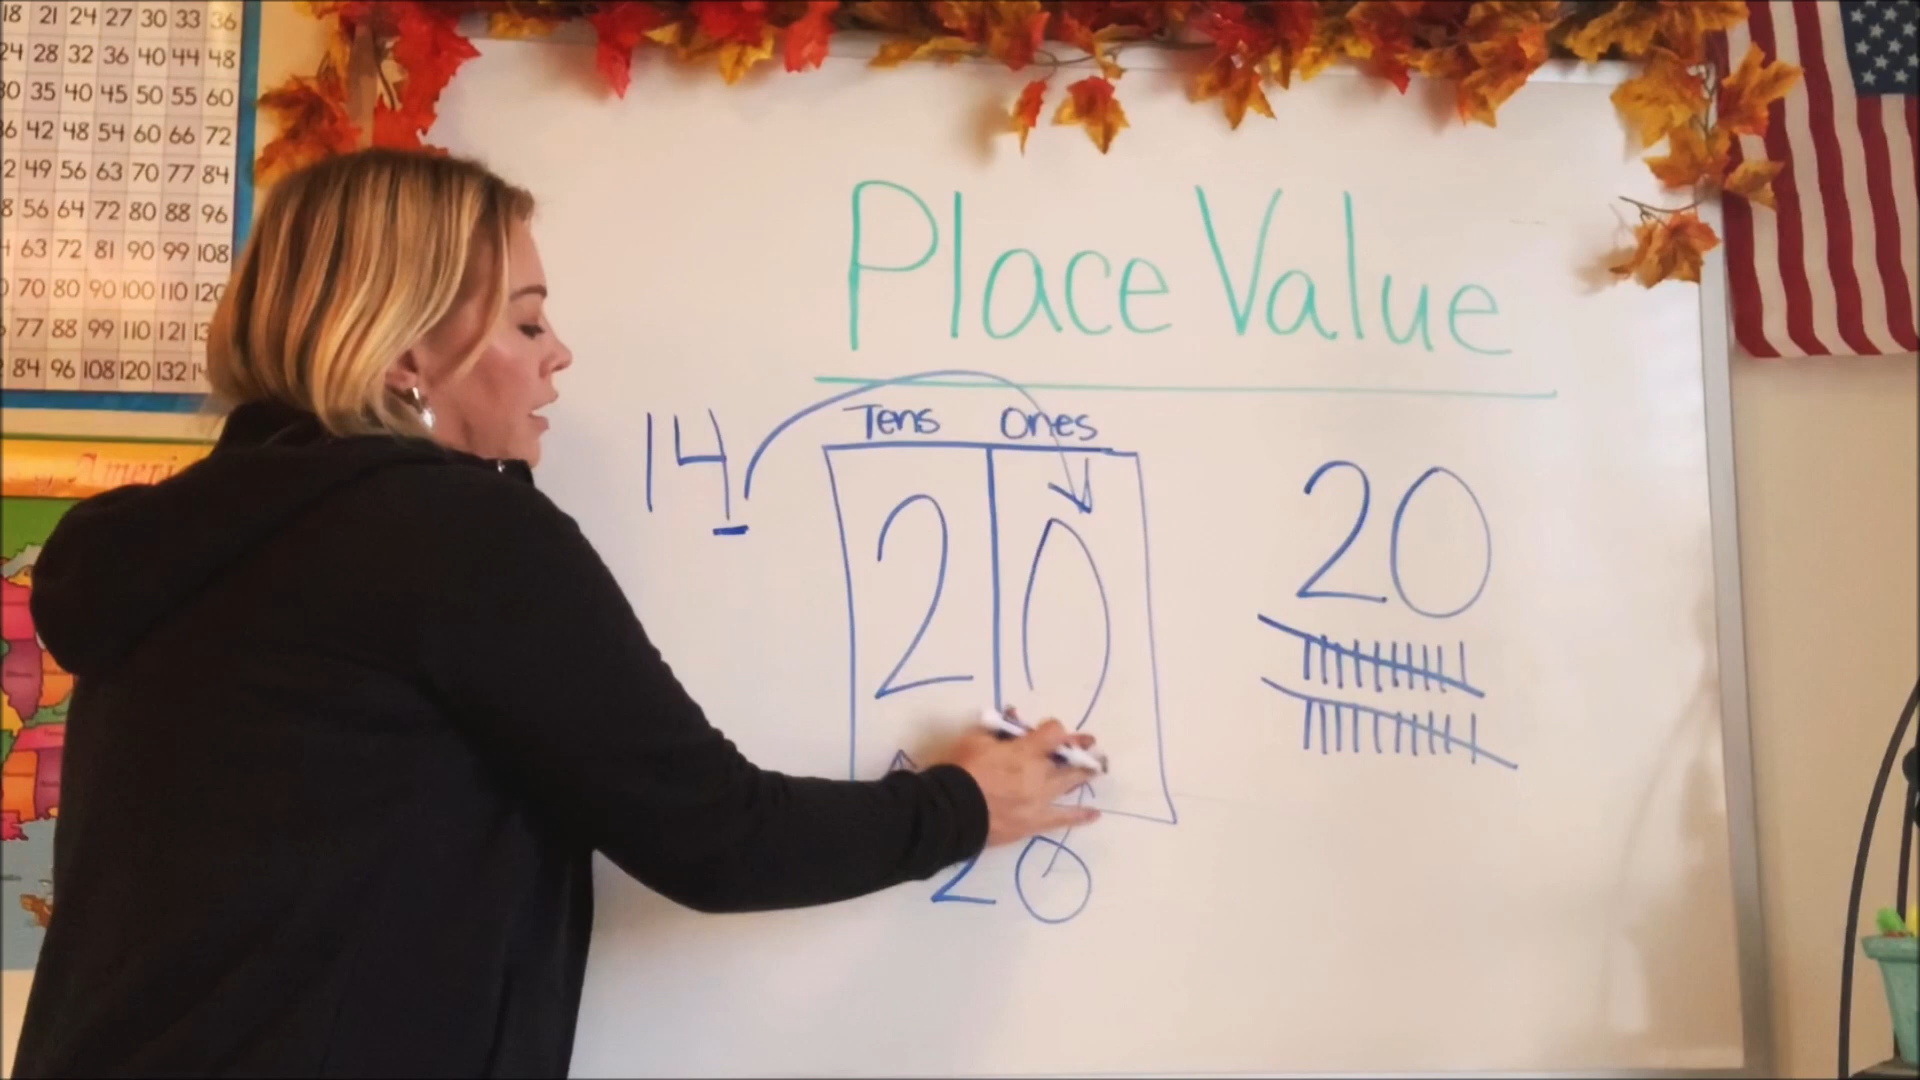 18 21 24 27 30 33 36
24 28 32 36 40 44 48
30 35 40 45 50 55 60
36 42 48 54 60 66 72
2 49 56 63 70 77 84
8 56 64 72 80 88 96
63 72 81 90 99 108
70 80 90 100 110 120
77 88 99 110 121 13
84 96 108 120 132 14
Ameri
Place Value
14
Tens Ones
2 0
20
20